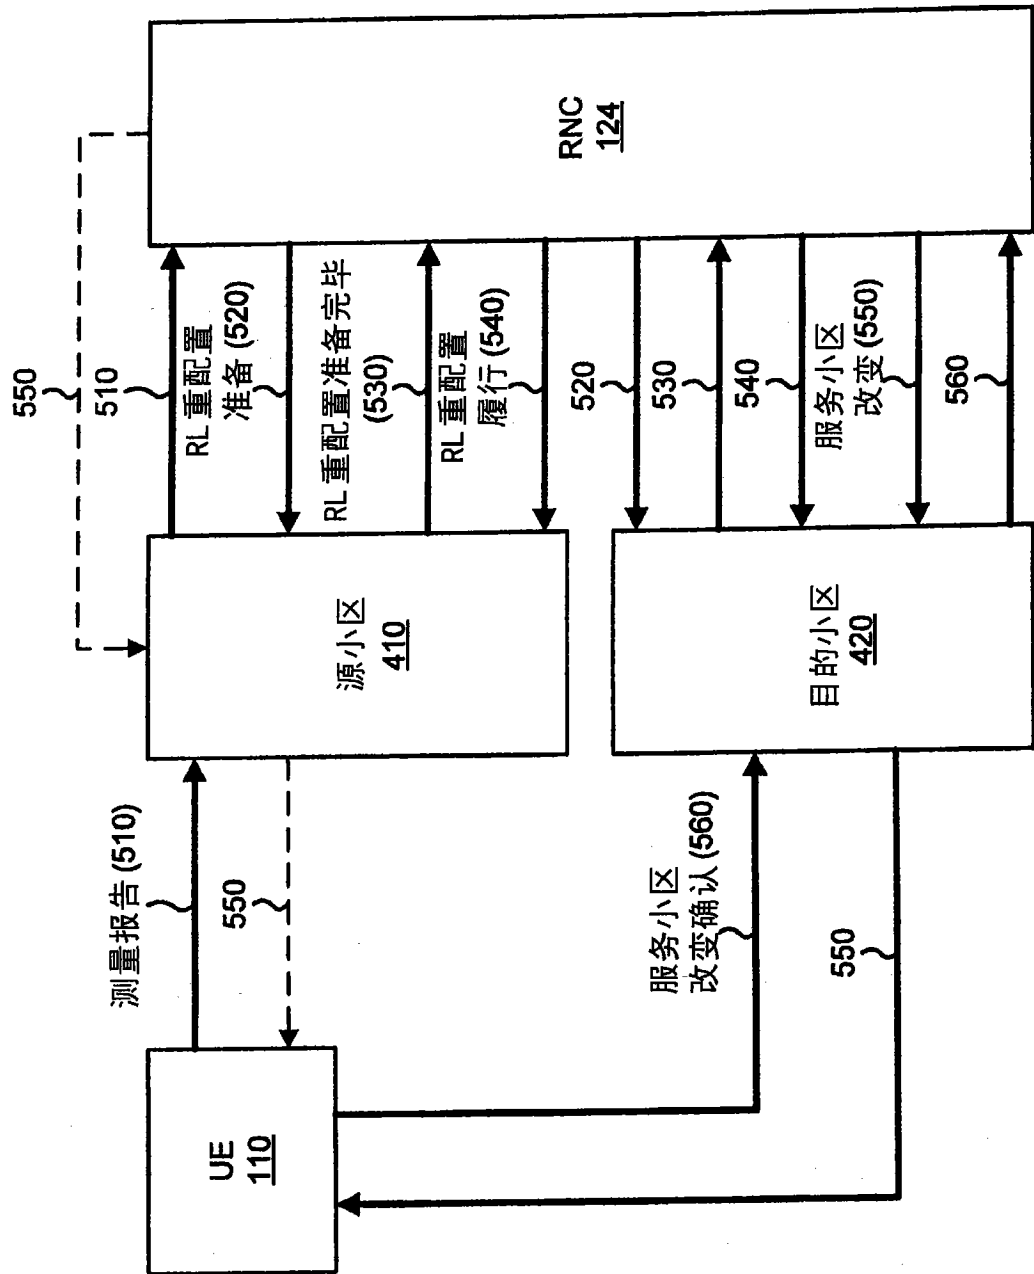 550
510
测量报告 (510)
RL 重配置
准备 (520)
550
UE
110
RL 重配置准备完毕
(530)
源小区
410
RL 重配置
履行 (540)
RNC
124
520
530
服务小区
改变确认 (560)
540
服务小区
改变 (550)
目的小区
420
550
560